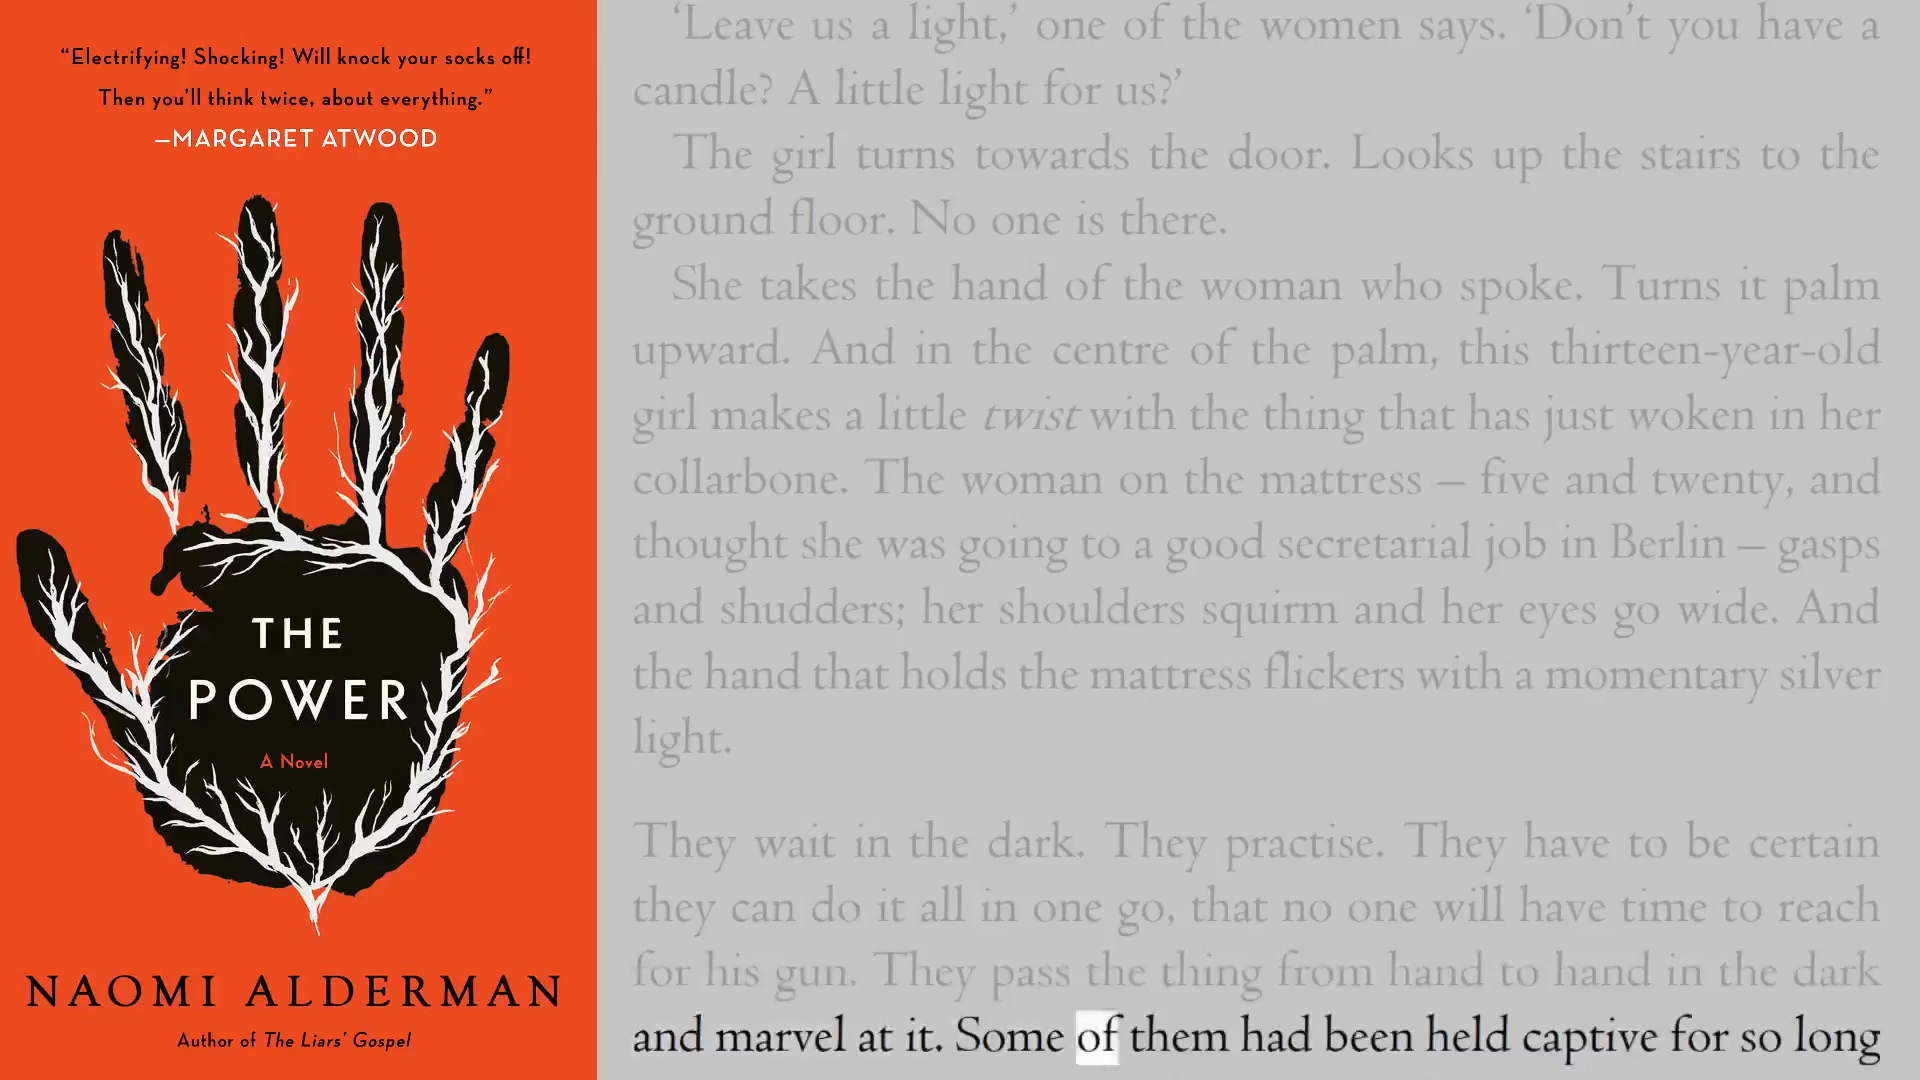 “Electrifying! Shocking! Will knock your socks off!
Then you’ll think twice, about everything.”
—MARGARET ATWOOD
THE
POWER
A Novel
NAOMI ALDERMAN
Author of The Liars’ Gospel
‘Leave us a light,’ one of the women says. ‘Don’t you have a
candle? A little light for us?’
The girl turns towards the door. Looks up the stairs to the
ground floor. No one is there.
She takes the hand of the woman who spoke. Turns it palm
upward. And in the centre of the palm, this thirteen-year-old
girl makes a little twist with the thing that has just woken in her
collarbone. The woman on the mattress – five and twenty, and
thought she was going to a good secretarial job in Berlin – gasps
and shudders; her shoulders squirm and her eyes go wide. And
the hand that holds the mattress flickers with a momentary silver
light.
They wait in the dark. They practise. They have to be certain
they can do it all in one go, that no one will have time to reach
for his gun. They pass the thing from hand to hand in the dark
and marvel at it. Some of them had been held captive for so long